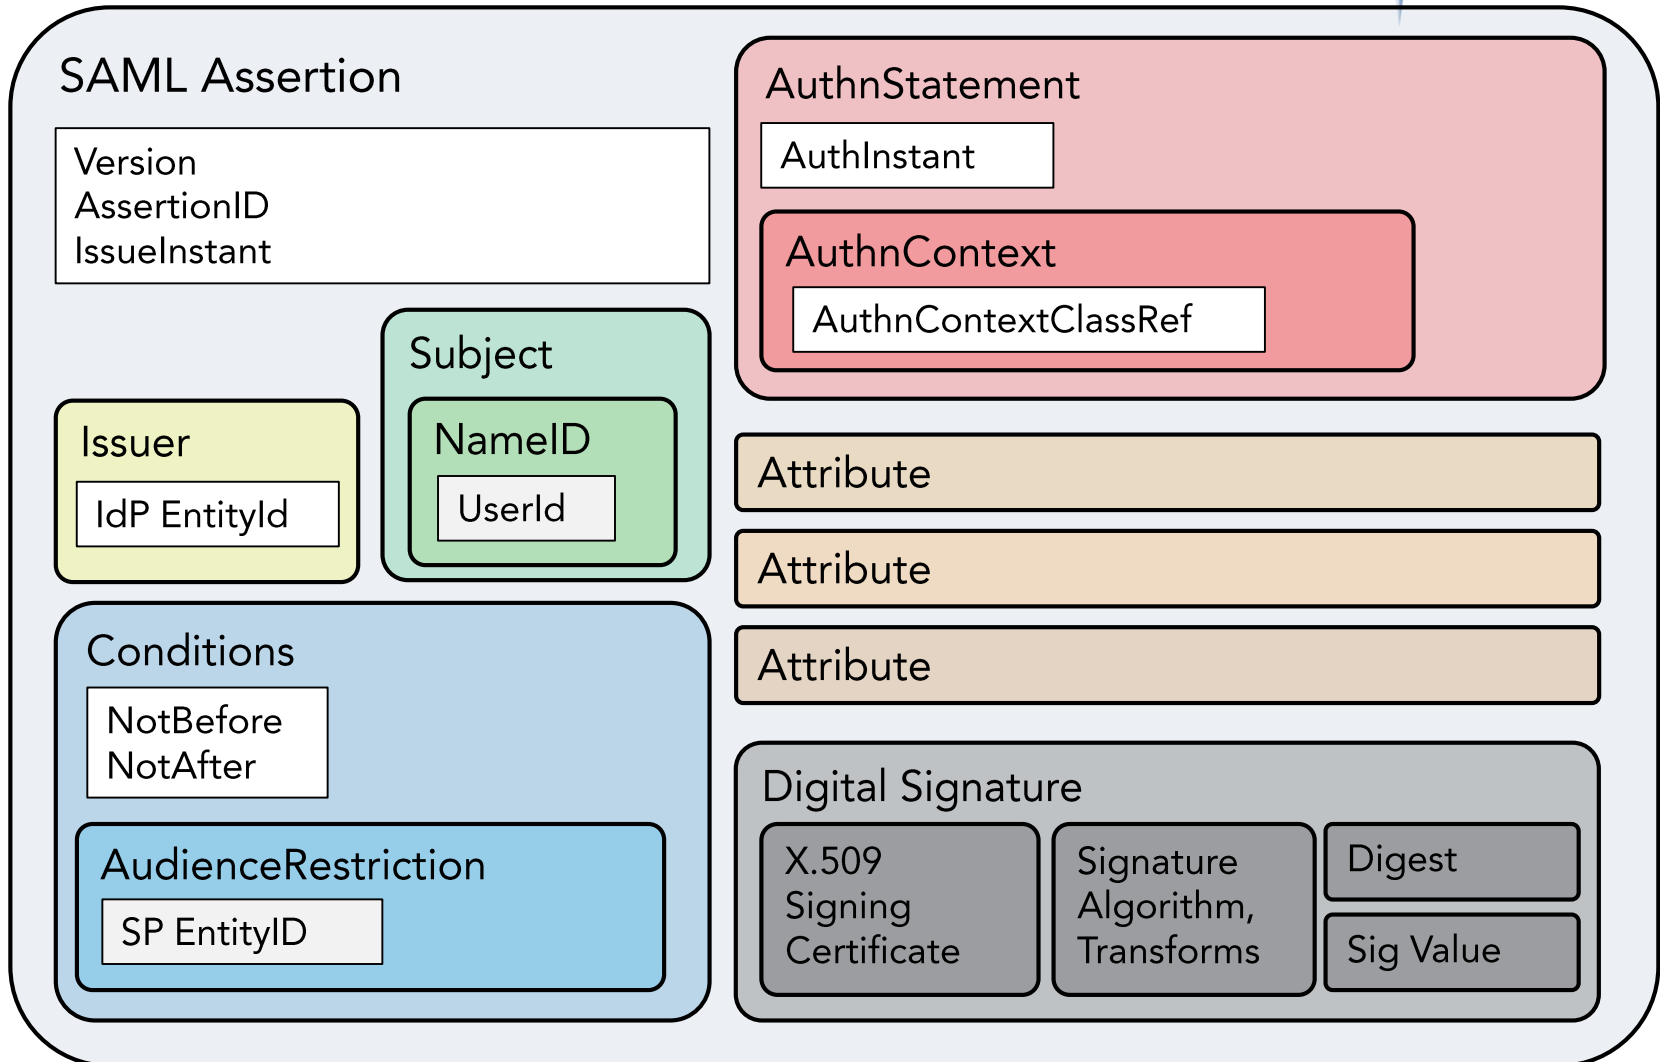 SAML Assertion
Version
AssertionID
IssueInstant
Issuer
IdP EntityId
Subject
NameID
UserId
Conditions
NotBefore
NotAfter
AudienceRestriction
SP EntityID
AuthnStatement
AuthInstant
AuthnContext
AuthnContextClassRef
Attribute
Attribute
Attribute
Digital Signature
X.509
Signing
Certificate
Signature
Algorithm,
Transforms
Digest
Sig Value